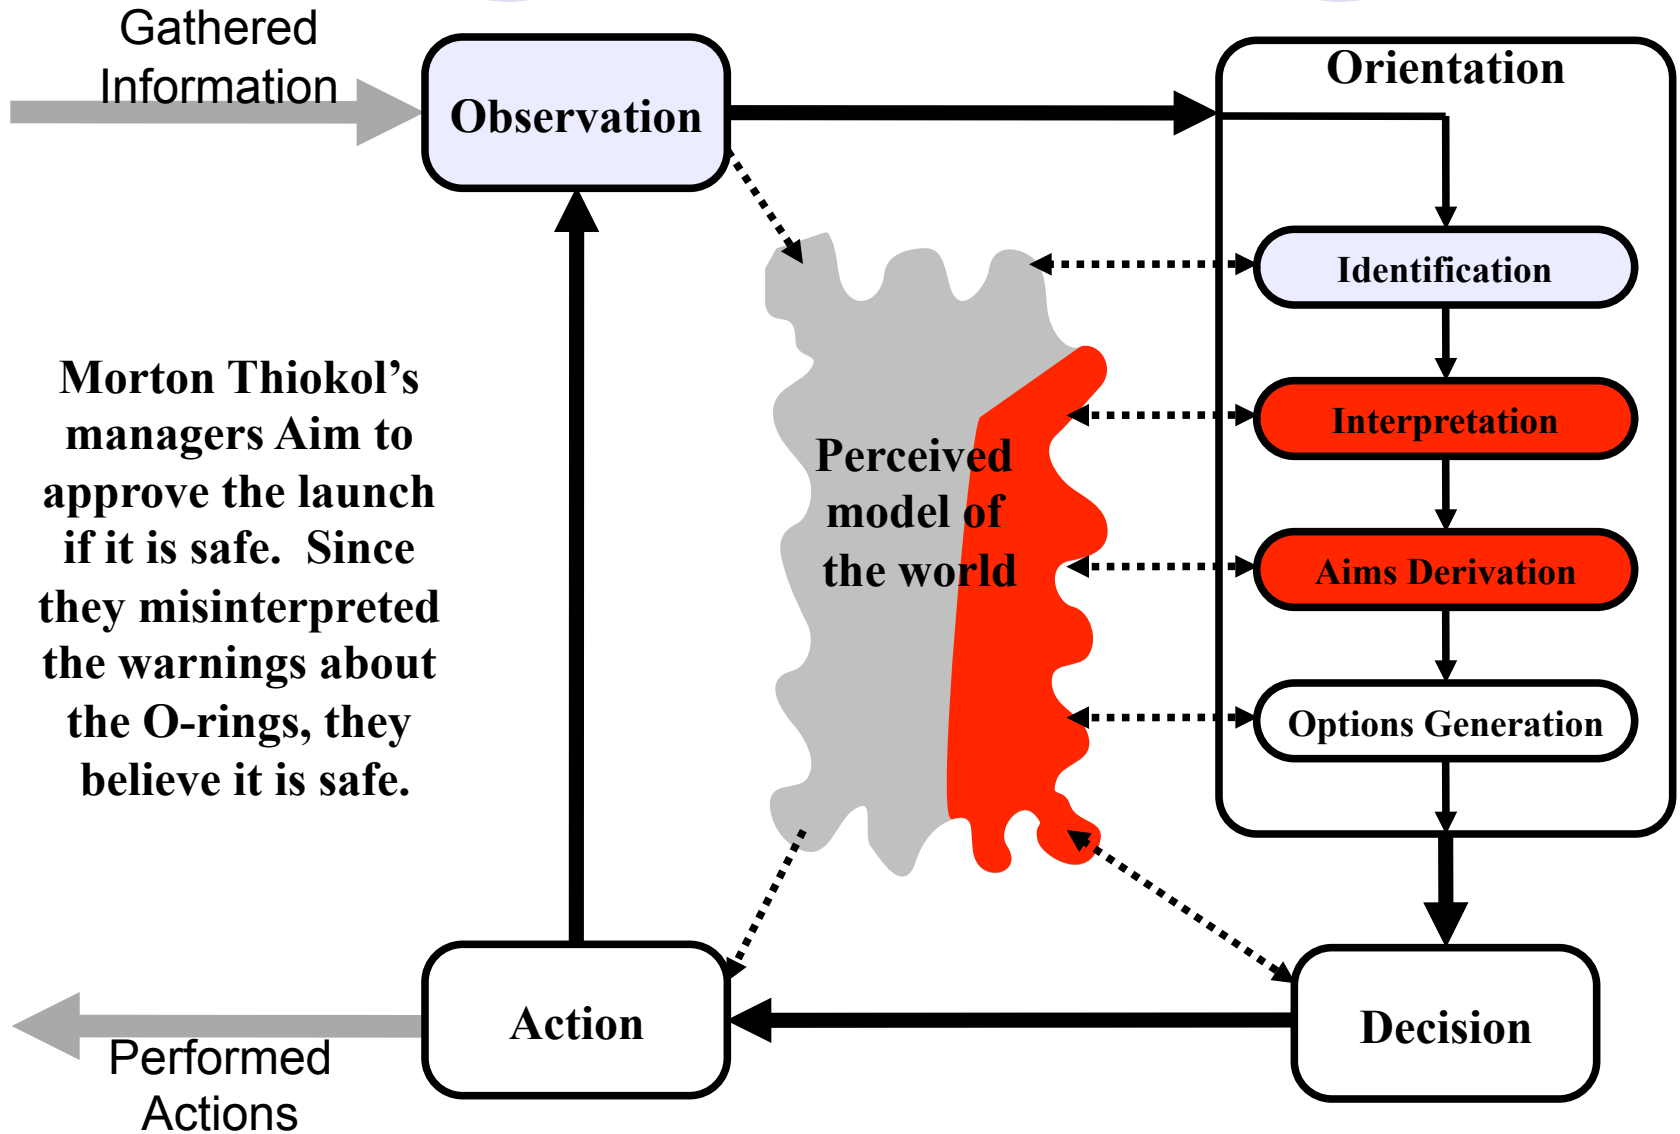 Gathered
Information
Observation
Orientation
Identification
Interpretation
Aims Derivation
Options Generation
Morton Thiokol’s
managers Aim to
approve the launch
if it is safe.  Since
they misinterpreted
the warnings about
the O-rings, they
believe it is safe.
Perceived
model of
the world
Action
Decision
Performed
Actions